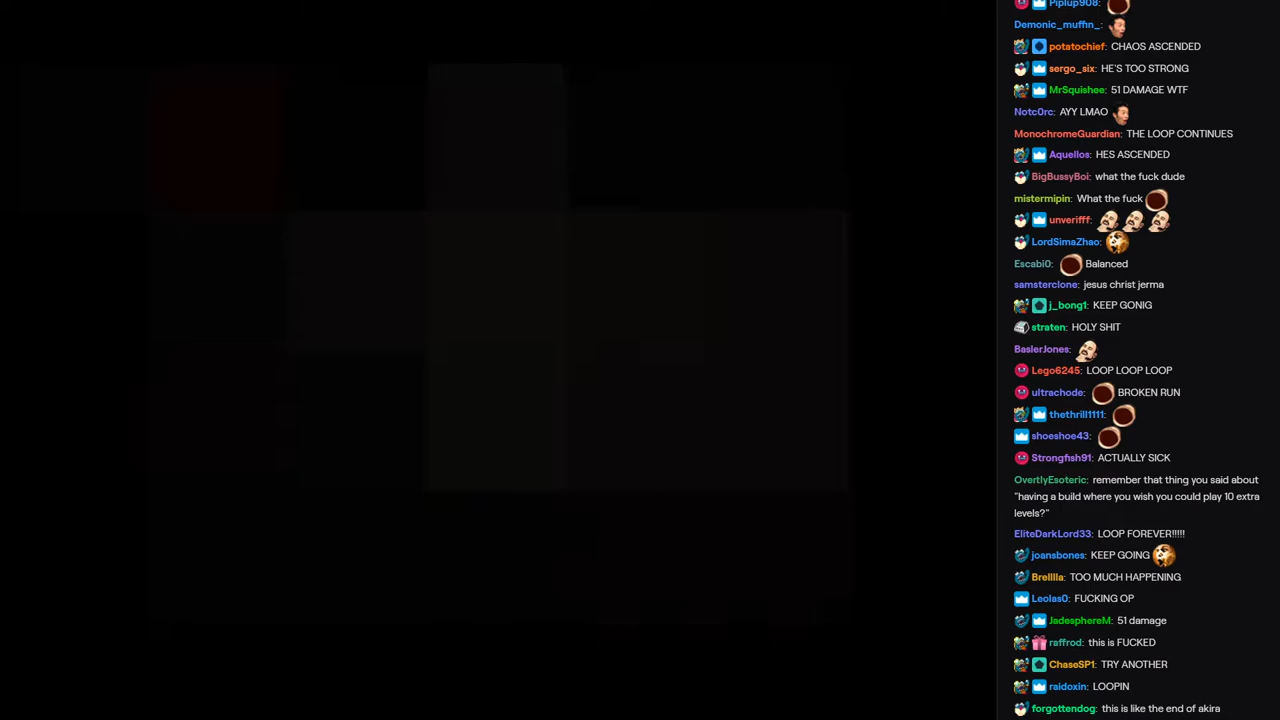 Piplup908:
Demonic_muffin_:
potatochief: CHAOS ASCENDED
sergo_six: HE'S TOO STRONG
MrSquishee: 51 DAMAGE WTF
Notc0rc: AYY LMAO
MonochromeGuardian: THE LOOP CONTINUES
Aquellos: HES ASCENDED
BigBussyBoi: what the fuck dude
mistermipin: What the fuck
unverifff:
LordSimaZhao:
Escabi0: Balanced
samsterclone: jesus christ jerma
j_bong1: KEEP GONIG
straten: HOLY SHIT
BaslerJones:
Lego6245: LOOP LOOP LOOP
ultrachode: BROKEN RUN
thethrill1111:
shoeshoe43:
Strongfish91: ACTUALLY SICK
OvertlyEsoteric: remember that thing you said about
"having a build where you wish you could play 10 extra
levels?"
EliteDarkLord33: LOOP FOREVER!!!!!
joansbones: KEEP GOING
Brelllla: TOO MUCH HAPPENING
Leolas0: FUCKING OP
JadesphereM: 51 damage
raffrod: this is FUCKED
ChaseSP1: TRY ANOTHER
raidoxin: LOOPIN
forgottendog: this is like the end of akira